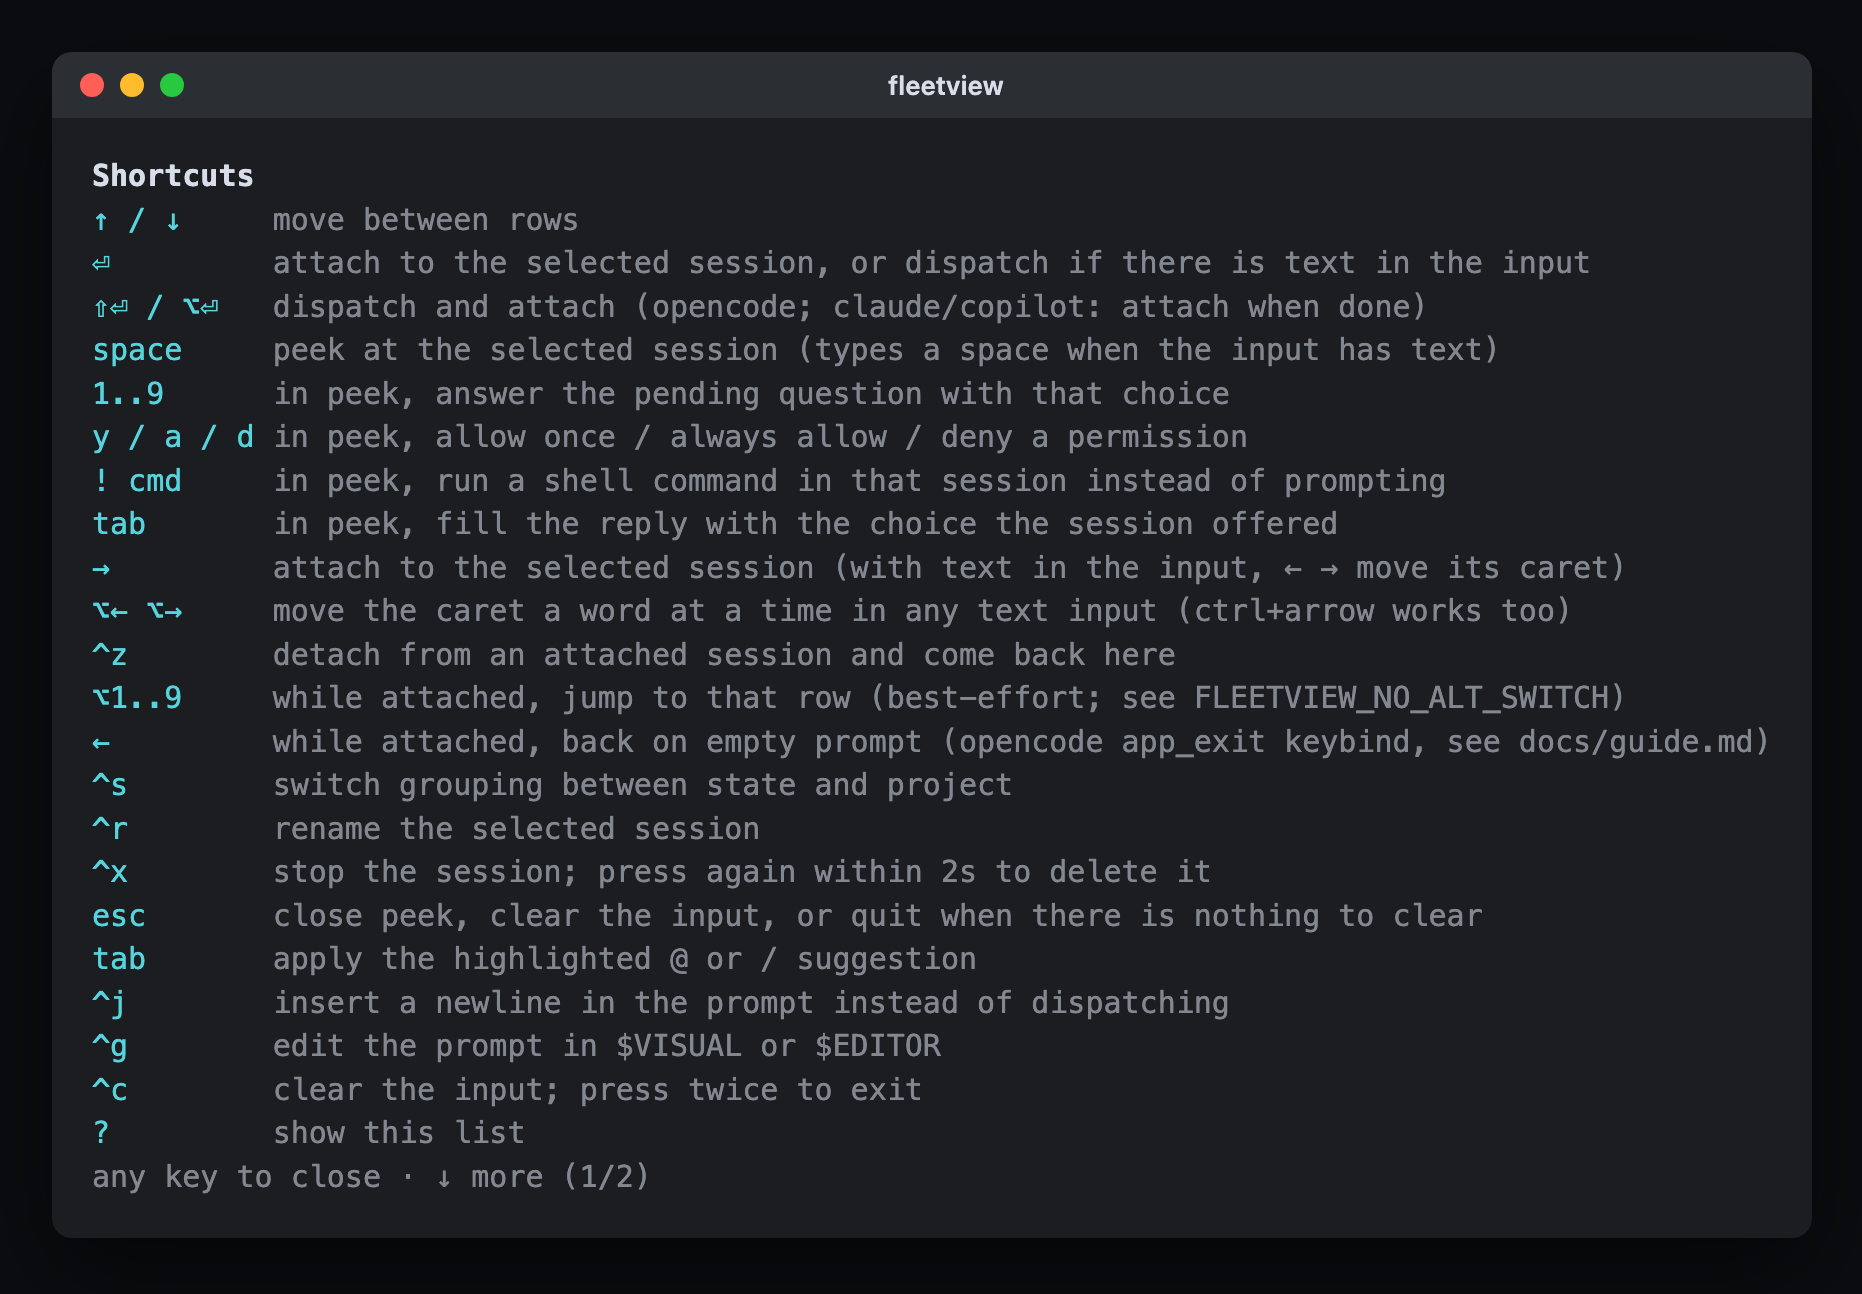 fleetview
Shortcuts
↑ / ↓ move between rows
⏎ attach to the selected session, or dispatch if there is text in the input
⇧⏎ / ⌥⏎ dispatch and attach (opencode; claude/copilot: attach when done)
space peek at the selected session (types a space when the input has text)
1..9 in peek, answer the pending question with that choice
y / a / d in peek, allow once / always allow / deny a permission
! cmd in peek, run a shell command in that session instead of prompting
tab in peek, fill the reply with the choice the session offered
→ attach to the selected session (with text in the input, ← → move its caret)
⌥← ⌥→ move the caret a word at a time in any text input (ctrl+arrow works too)
^z detach from an attached session and come back here
⌥1..9 while attached, jump to that row (best-effort; see FLEETVIEW_NO_ALT_SWITCH)
← while attached, back on empty prompt (opencode app_exit keybind, see docs/guide.md)
^s switch grouping between state and project
^r rename the selected session
^x stop the session; press again within 2s to delete it
esc close peek, clear the input, or quit when there is nothing to clear
tab apply the highlighted @ or / suggestion
^j insert a newline in the prompt instead of dispatching
^g edit the prompt in $VISUAL or $EDITOR
^c clear the input; press twice to exit
? show this list
any key to close · ↓ more (1/2)